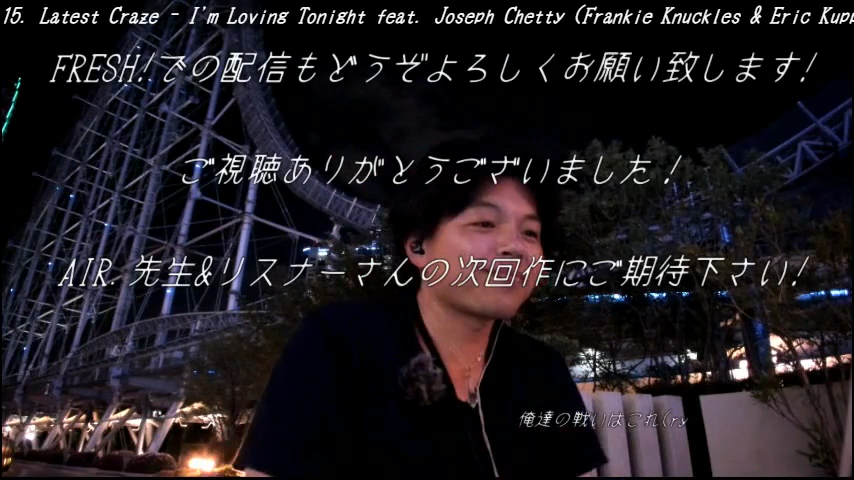 15. Latest Craze - I'm Loving Tonight feat. Joseph Chetty (Frankie Knuckles & Eric Kupp
FRESH!での配信もどうぞよろしくお願い致します!
ご視聴ありがとうございました!
AIR.先生&リスナーさんの次回作にご期待下さい!
俺達の戦いはこれ(ry